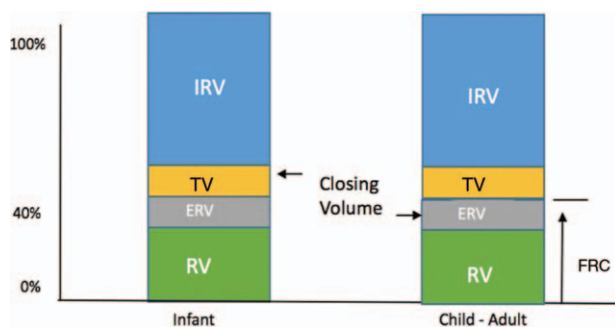 100%
IRV
IRV
TV
Closing
Volume
TV
40%
ERV
ERV
RV
RV
FRC
0%
Infant
Child - Adult